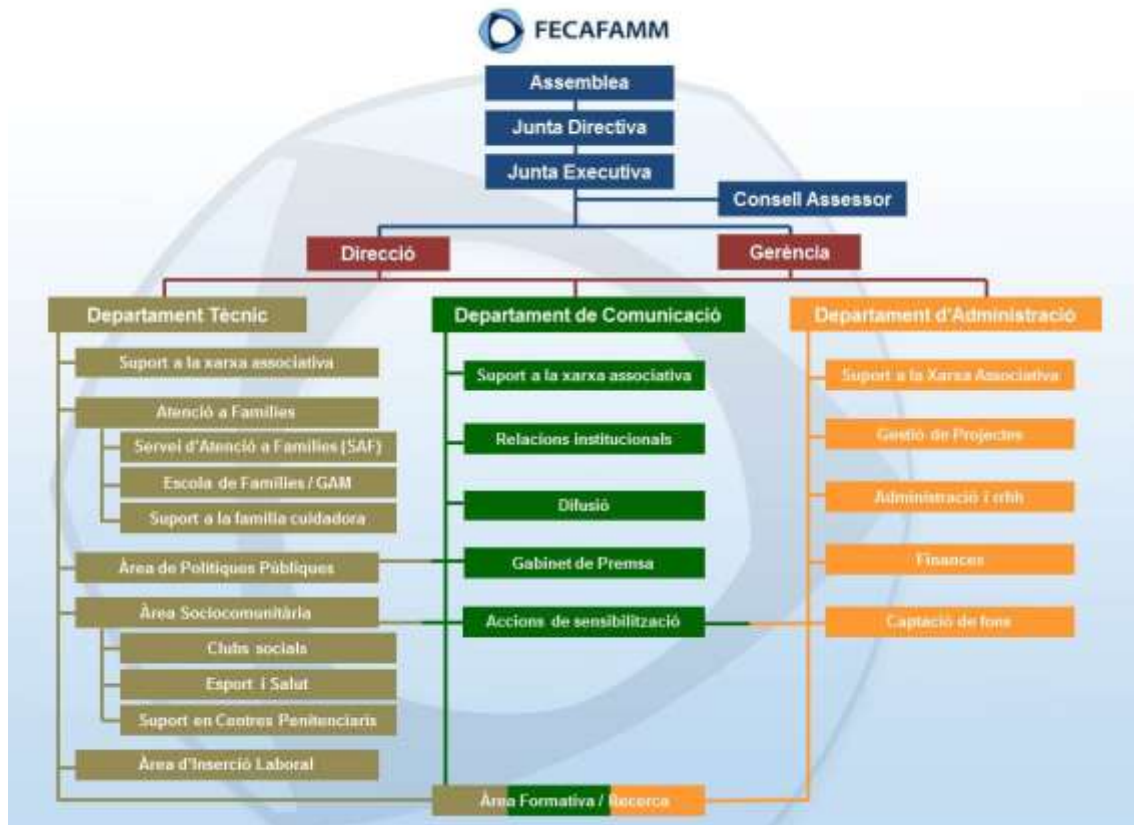 FECAFAMM
Assemblea
Junta Directiva
Junta Executiva
Consell Assessor
Direcció
Gerència
Departament Tècnic
Suport a la xarxa associativa
Atenció a Famílies
Servei d'Atenció a Famílies (SAF)
Escola de Famílies / GAM
Suport a la família cuidadora
Àrea de Polítiques Públiques
Àrea Sociocomunitària
Clubs socials
Esport i Salut
Suport en Centres Penitenciaris
Àrea d'Inserció Laboral
Departament de Comunicació
Suport a la xarxa associativa
Relacions institucionals
Difusió
Gabinet de Premsa
Accions de sensibilització
Departament d'Administració
Suport a la Xarxa Associativa
Gestió de Projectes
Administració i rrhh
Finances
Captació de fons
Àrea Formativa / Recerca